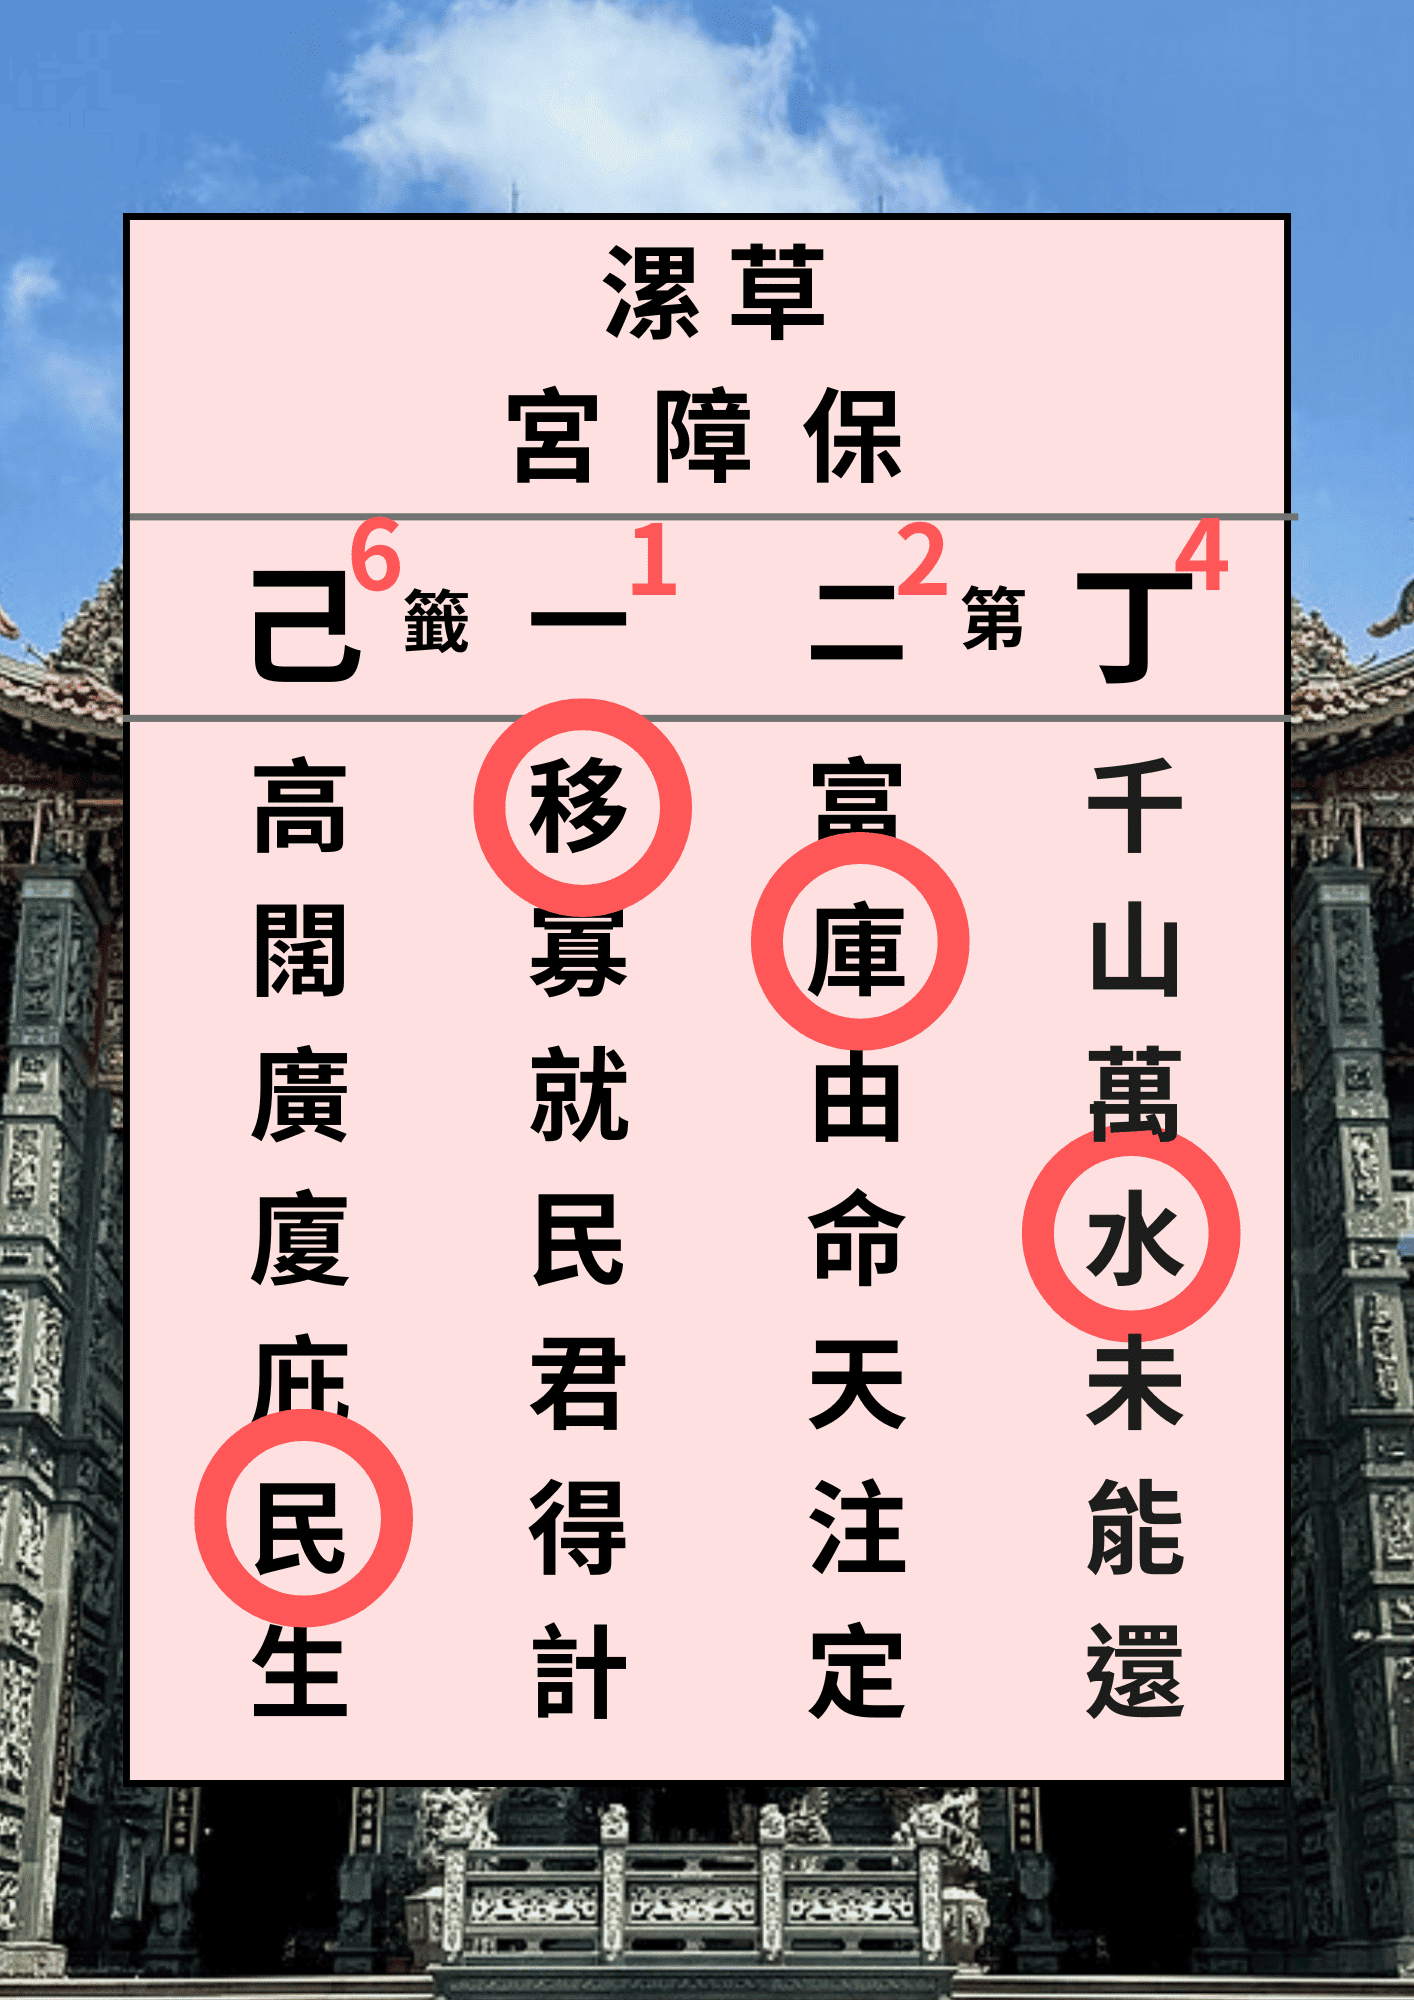 草漯
保障宮
4 2 1 6
丁第二一籤己
千山萬水未能還
富庫由命天注定
移寡就民君得計
高闊廣廈庇民生